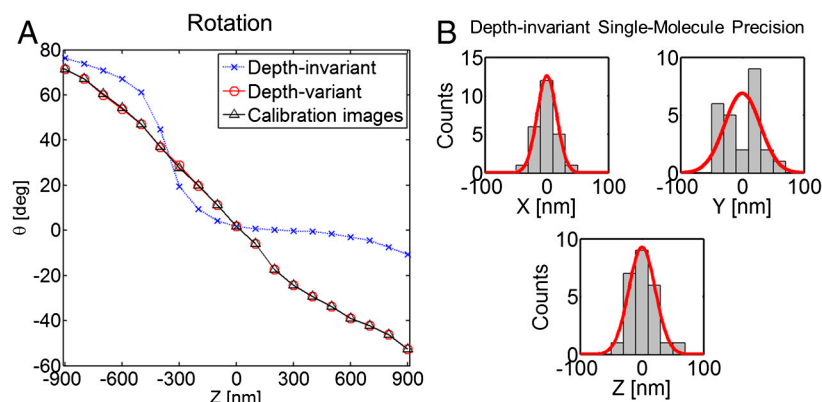 A
Rotation
θ [deg]
80
60
40
20
0
-20
-40
-60
Depth-invariant
Depth-variant
Calibration images
-900
-600
-300
0
300
600
900
Z [nm]
B
Depth-invariant Single-Molecule Precision
Counts
15
10
5
0
-100
0
100
X [nm]
10
5
0
-100
0
100
Y [nm]
Counts
10
5
0
-100
0
100
Z [nm]